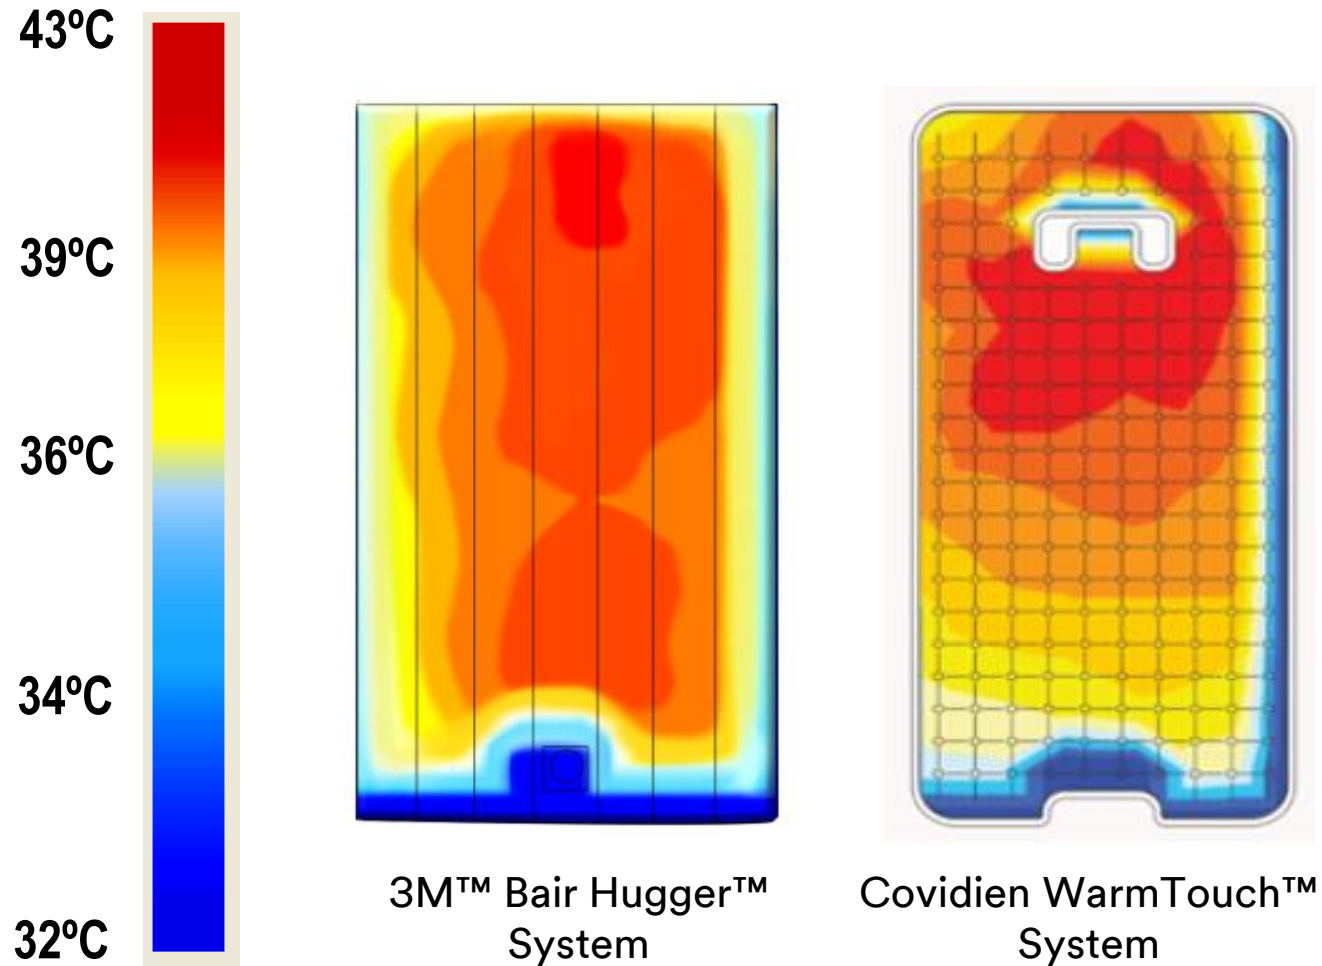 43ºC
39ºC
36ºC
34ºC
32ºC
3M™ Bair Hugger™
System
Covidien WarmTouch™
System